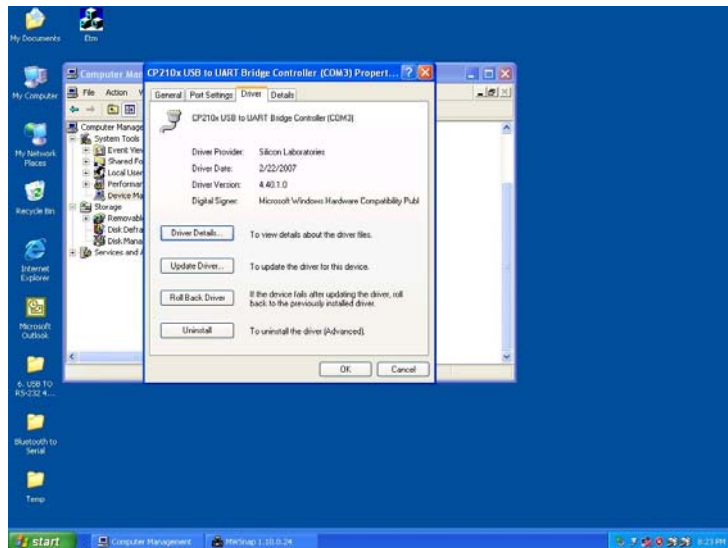 My Documents
Etm
My Computer
My Network
Places
Recycle Bin
Internet
Explorer
Microsoft
Outlook
6. USB TO
RS-232 4...
Bluetooth to
Serial
Temp
Computer Man
File Action V
Computer Manage
System Tools
Event View
Shared Fo
Local User
Performan
Device Ma
Storage
Removabl
Disk Defra
Disk Mana
Services and A
CP210x USB to UART Bridge Controller (COM3) Propert...
General Port Settings Driver Details
CP210x USB to UART Bridge Controller (COM3)
Driver Provider: Silicon Laboratories
Driver Date: 2/22/2007
Driver Version: 4.40.1.0
Digital Signer: Microsoft Windows Hardware Compatibility Publ
Driver Details... To view details about the driver files.
Update Driver... To update the driver for this device.
Roll Back Driver If the device fails after updating the driver, roll
back to the previously installed driver.
Uninstall To uninstall the driver (Advanced).
OK Cancel
start Computer Management MWSnap 8:23 PM